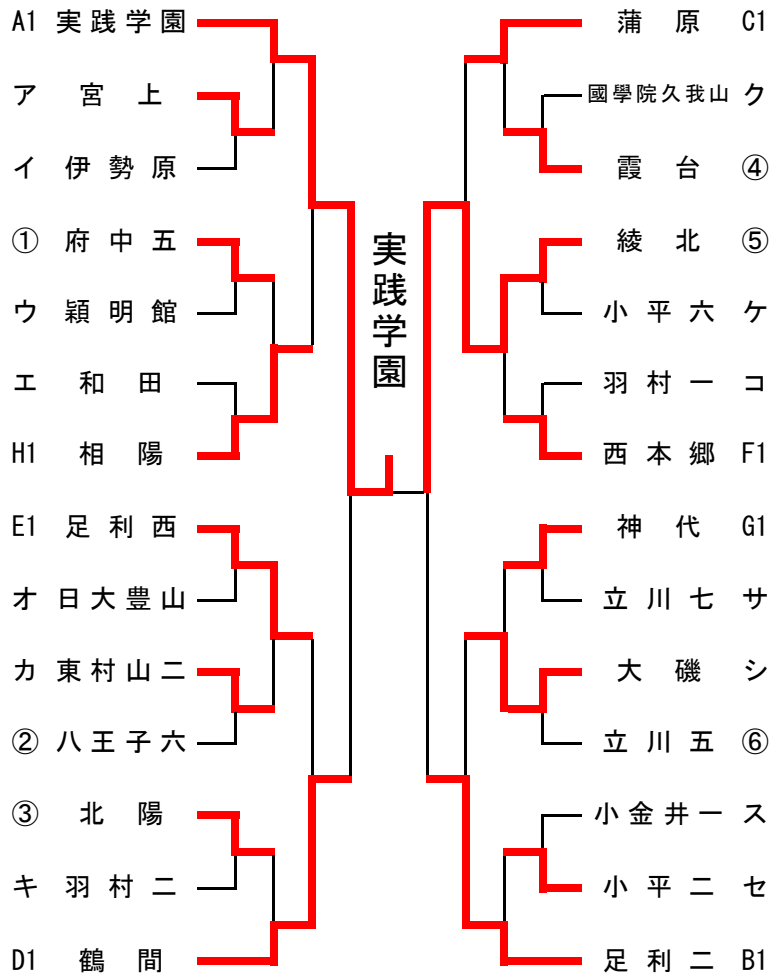 A1 実践学園
ア 宮上
イ 伊勢原
① 府中五
ウ 穎明館
エ 和田
H1 相陽
E1 足利西
オ 日大豊山
カ 東村山二
② 八王子六
③ 北陽
キ 羽村二
D1 鶴間
実践学園
蒲原 C1
國學院久我山 ク
霞台 ④
綾北 ⑤
小平六 ケ
羽村一 コ
西本郷 F1
神代 G1
立川七 サ
大磯 シ
立川五 ⑥
小金井一 ス
小平二 セ
足利二 B1